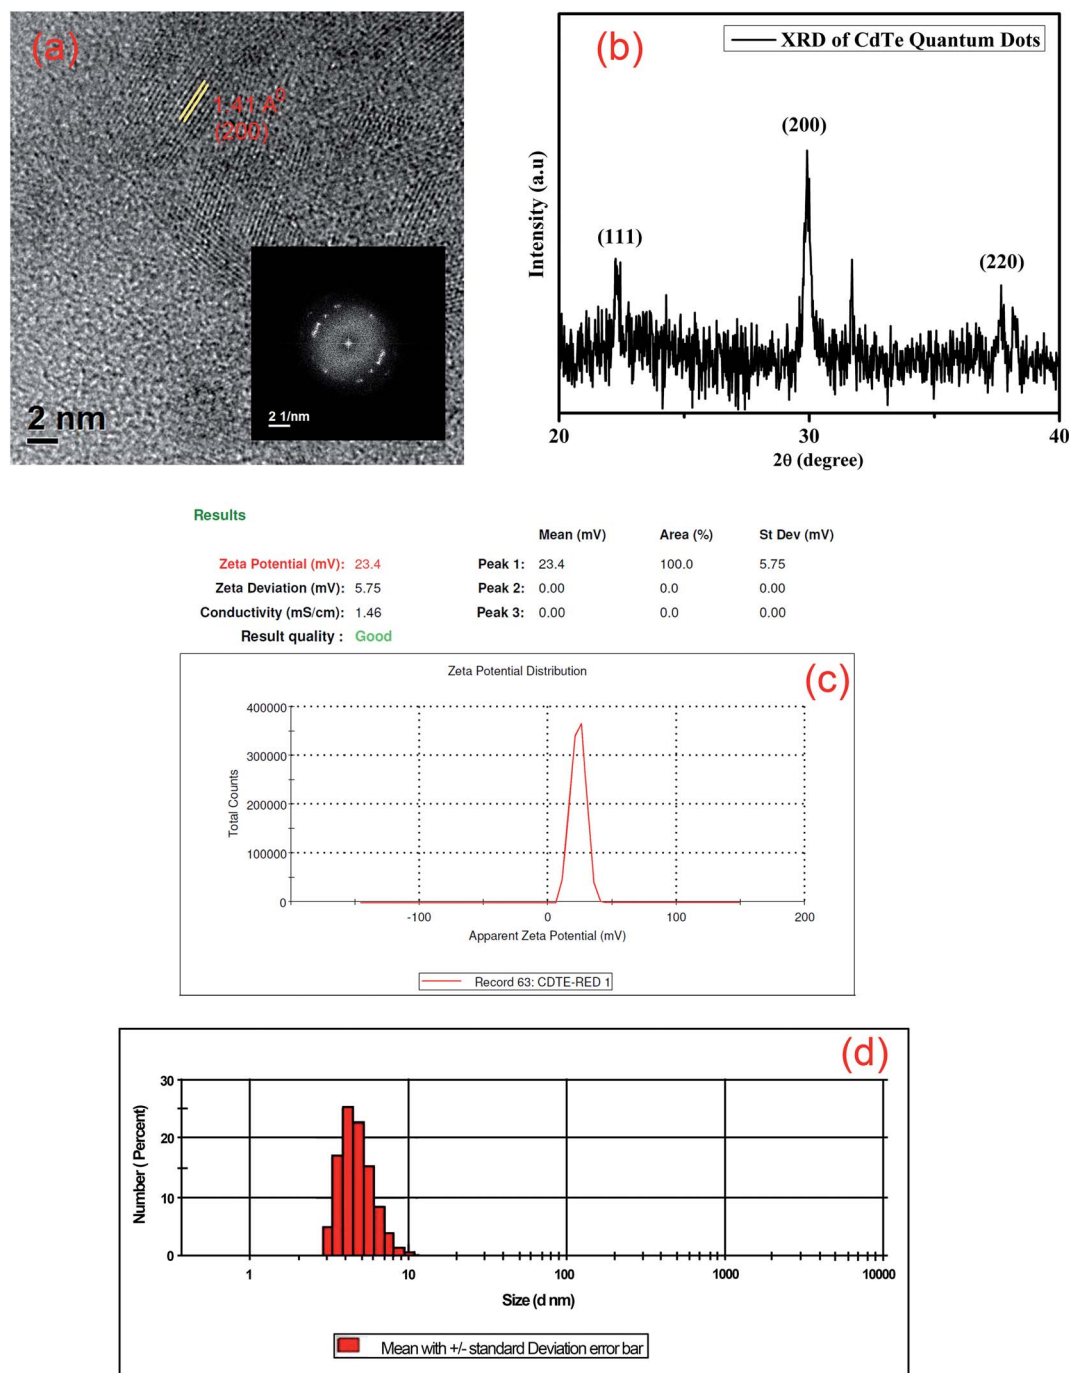 (a)
1.41 A⁰
(200)
2 nm
2 1/nm
(b)
XRD of CdTe Quantum Dots
(111)
(200)
(220)
Intensity (a.u)
20 30 40
2θ (degree)
Results
Mean (mV) Area (%) St Dev (mV)
Zeta Potential (mV): 23.4 Peak 1: 23.4 100.0 5.75
Zeta Deviation (mV): 5.75 Peak 2: 0.00 0.0 0.00
Conductivity (mS/cm): 1.46 Peak 3: 0.00 0.0 0.00
Result quality : Good
(c)
Zeta Potential Distribution
400000
300000
200000
100000
0
Total Counts
-100 0 100 200
Apparent Zeta Potential (mV)
Record 63: CDTE-RED 1
(d)
30
20
10
0
Number ( Percent)
1 10 100 1000 10000
Size (d nm)
Mean with +/- standard Deviation error bar